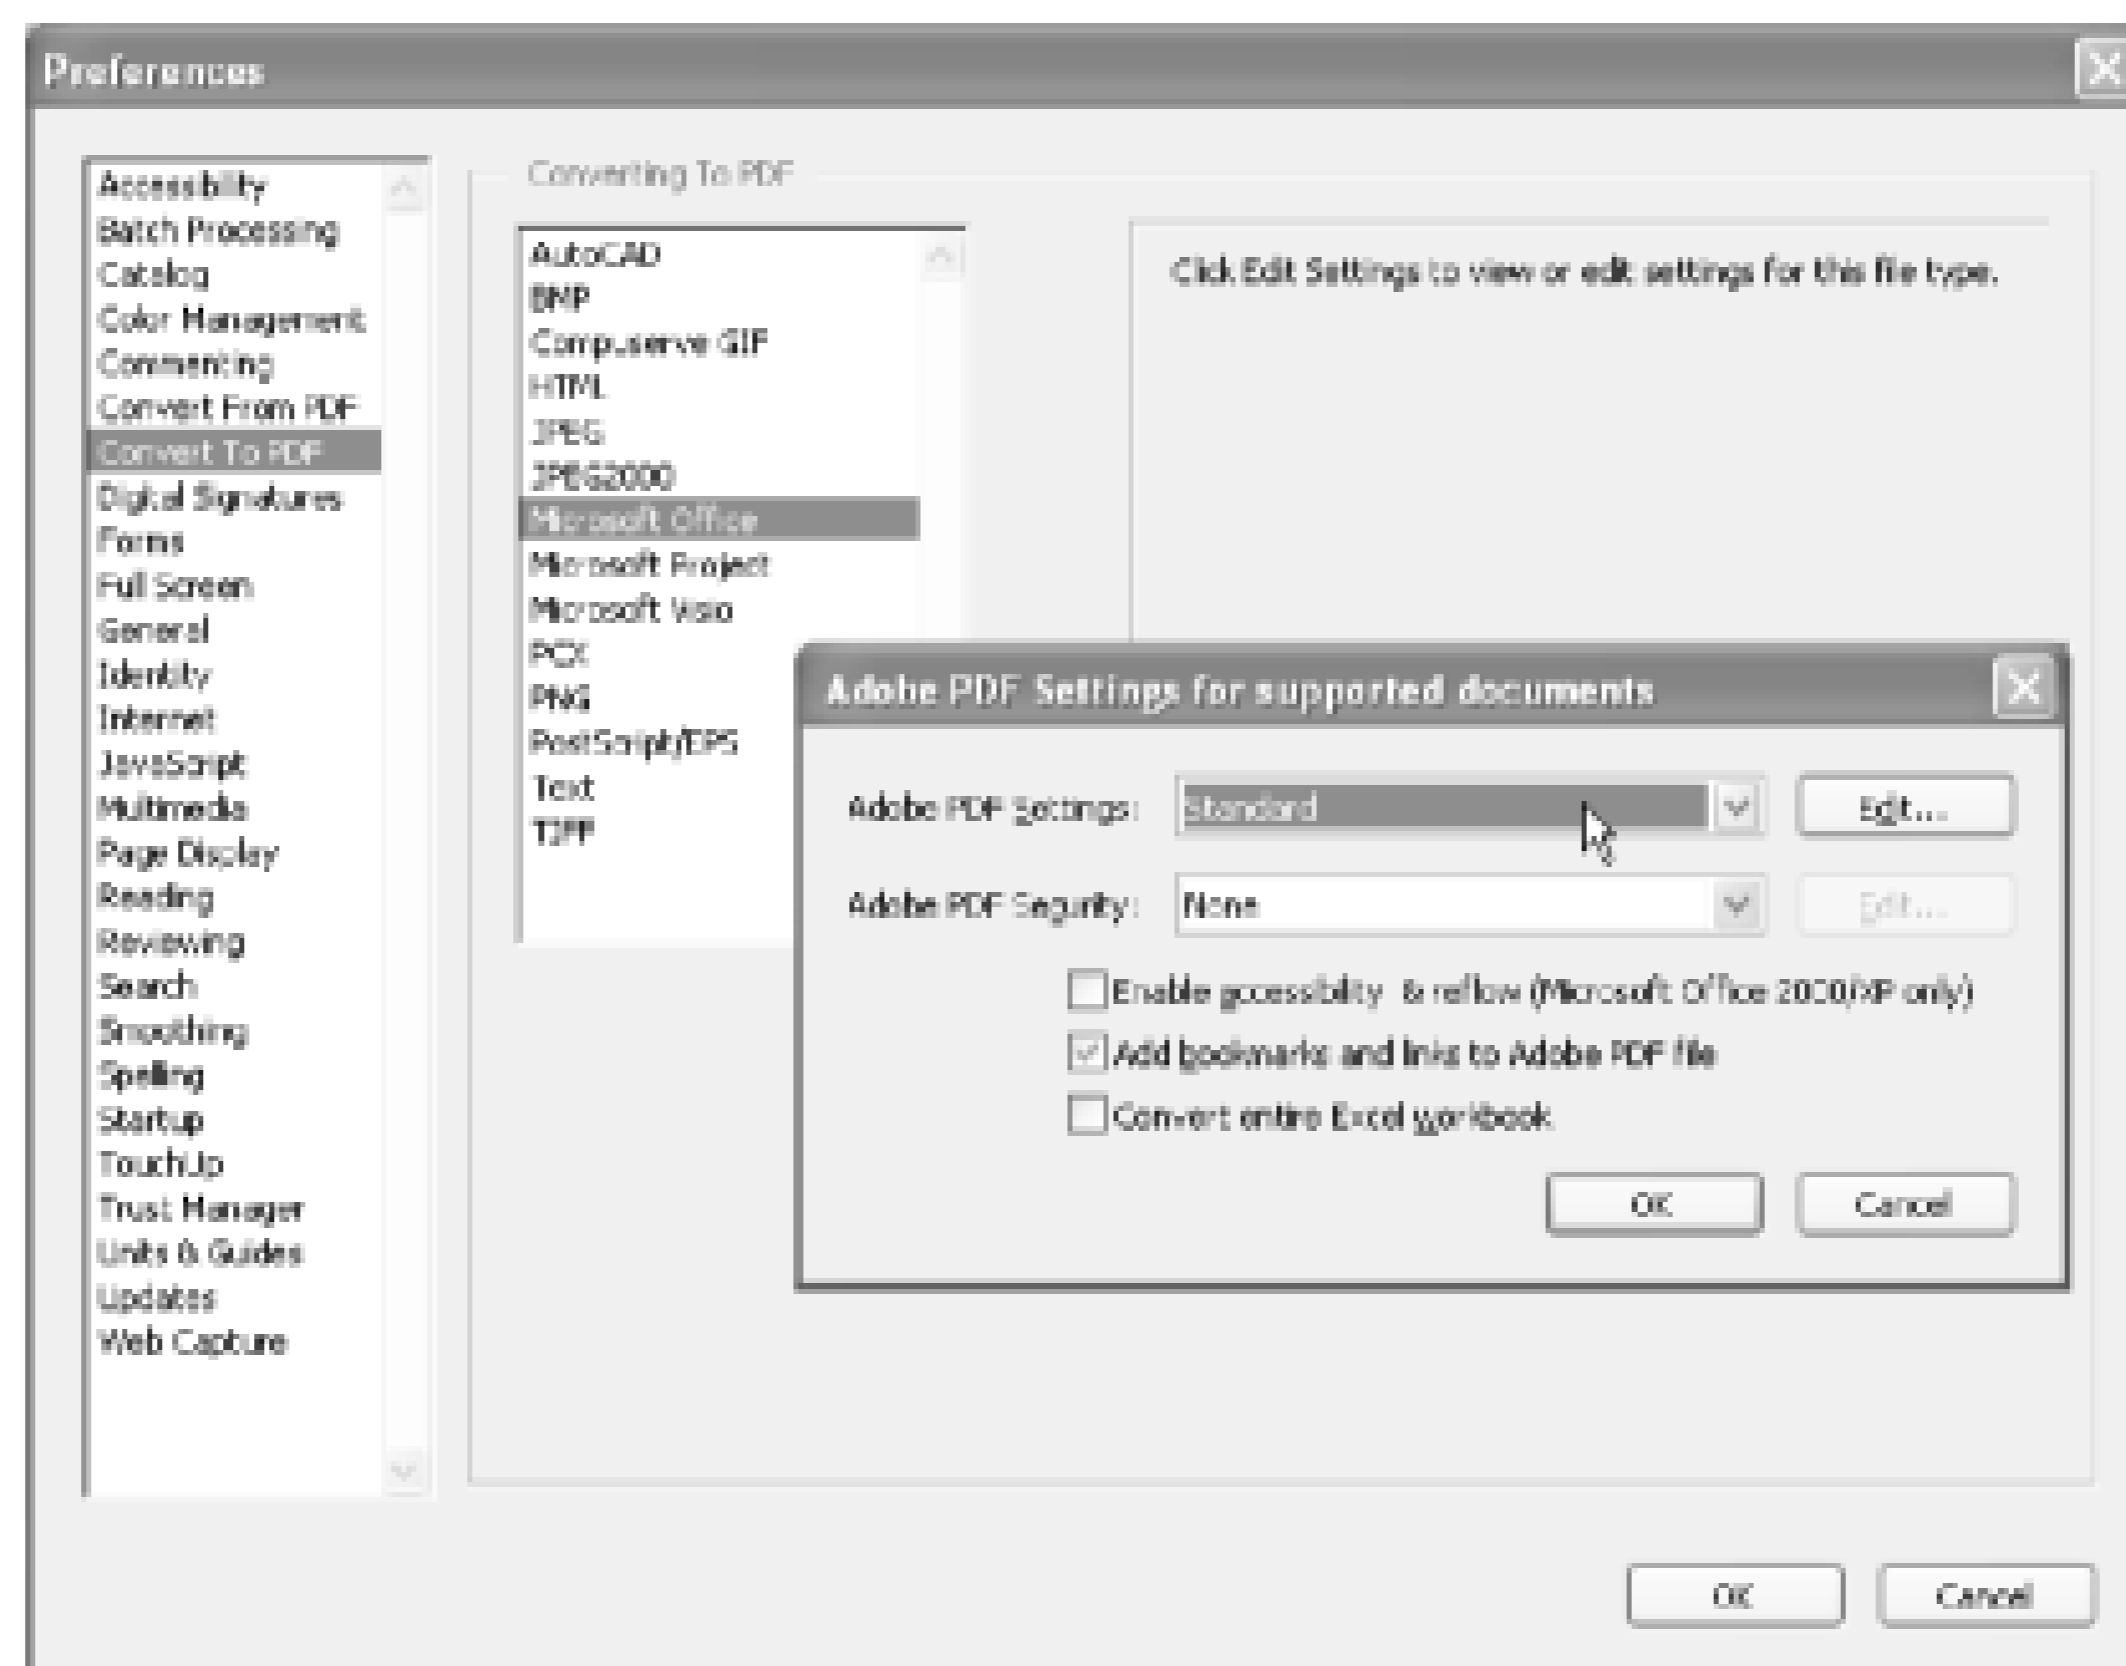 Preferences
Accessibility
Batch Processing
Catalog
Color Management
Commenting
Convert From PDF
Convert To PDF
Digital Signatures
Forms
Full Screen
General
Identity
Internet
JavaScript
Multimedia
Page Display
Reading
Reviewing
Search
Smoothing
Spelling
Startup
TouchUp
Trust Manager
Units & Guides
Updates
Web Capture
Converting To PDF
AutoCAD
BMP
Compuserve GIF
HTML
JPEG
JPEG2000
Microsoft Office
Microsoft Project
Microsoft Visio
PCX
PNG
PostScript/EPS
Text
TIFF
Click Edit Settings to view or edit settings for this file type.
Adobe PDF Settings for supported documents
Adobe PDF Settings: Standard Edit...
Adobe PDF Security: None Edit...
Enable accessibility & reflow (Microsoft Office 2000/XP only)
Add bookmarks and links to Adobe PDF file
Convert entire Excel workbook
OK Cancel
OK Cancel